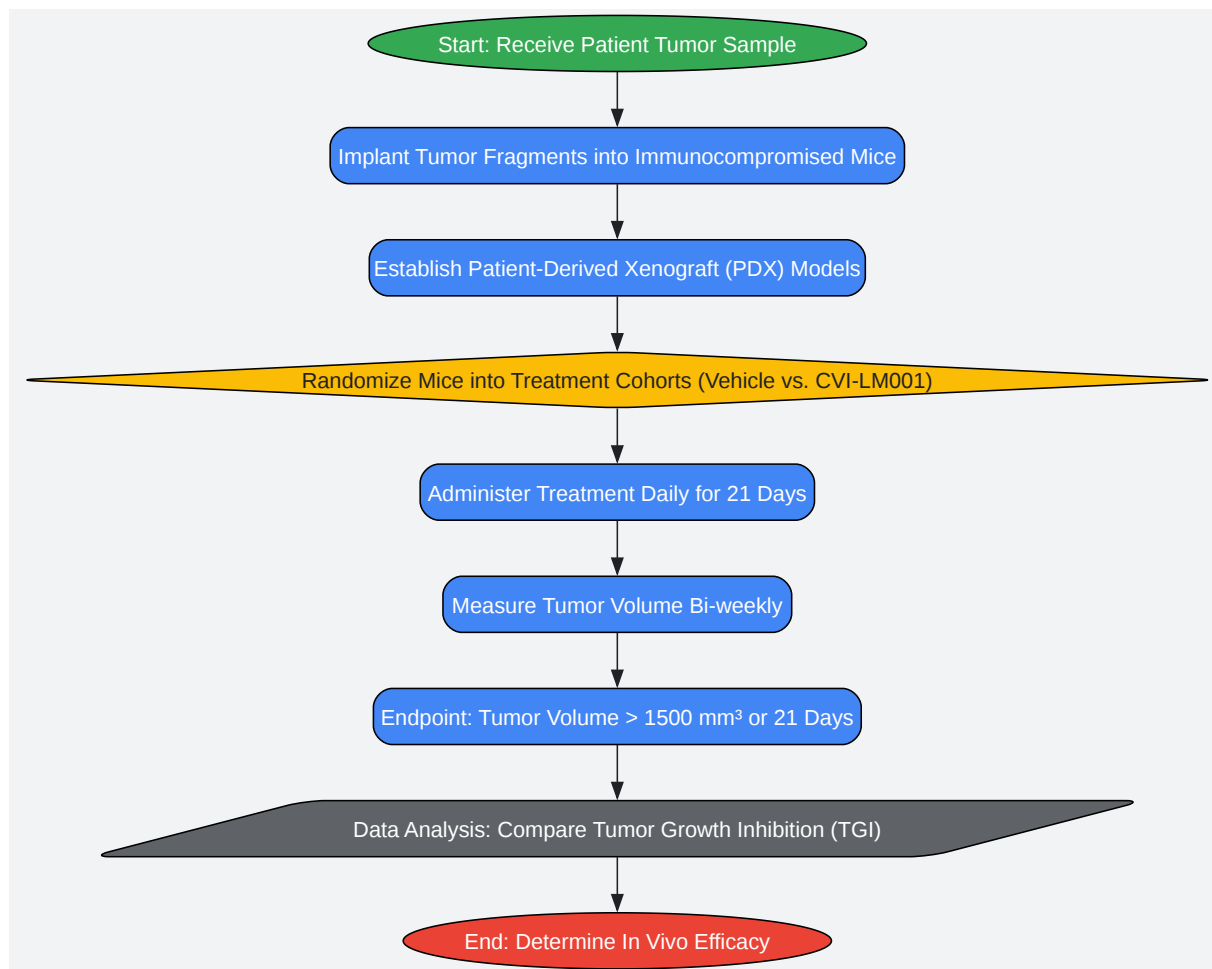 Start: Receive Patient Tumor Sample
Implant Tumor Fragments into Immunocompromised Mice
Establish Patient-Derived Xenograft (PDX) Models
Randomize Mice into Treatment Cohorts (Vehicle vs. CVI-LM001)
Administer Treatment Daily for 21 Days
Measure Tumor Volume Bi-weekly
Endpoint: Tumor Volume > 1500 mm³ or 21 Days
Data Analysis: Compare Tumor Growth Inhibition (TGI)
End: Determine In Vivo Efficacy